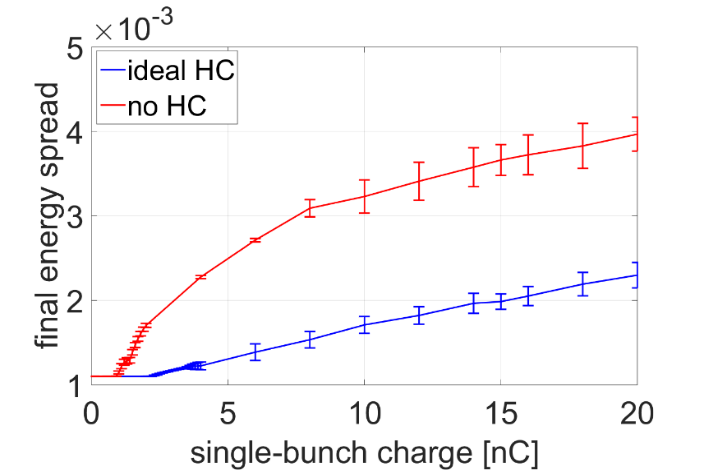 ×10⁻³
5
ideal HC
no HC
4
3
2
1
final energy spread
0
5
10
15
20
single-bunch charge [nC]